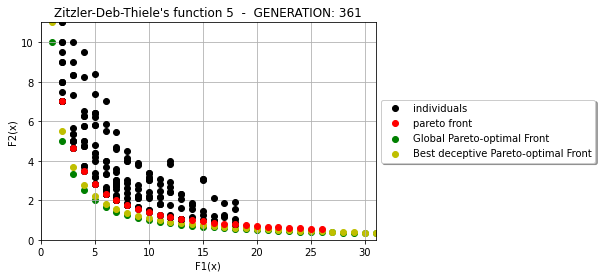 Zitzler-Deb-Thiele's function 5 - GENERATION: 361
F2(x)
10
8
6
4
2
0
0 5 10 15 20 25 30
F1(x)
individuals
pareto front
Global Pareto-optimal Front
Best deceptive Pareto-optimal Front